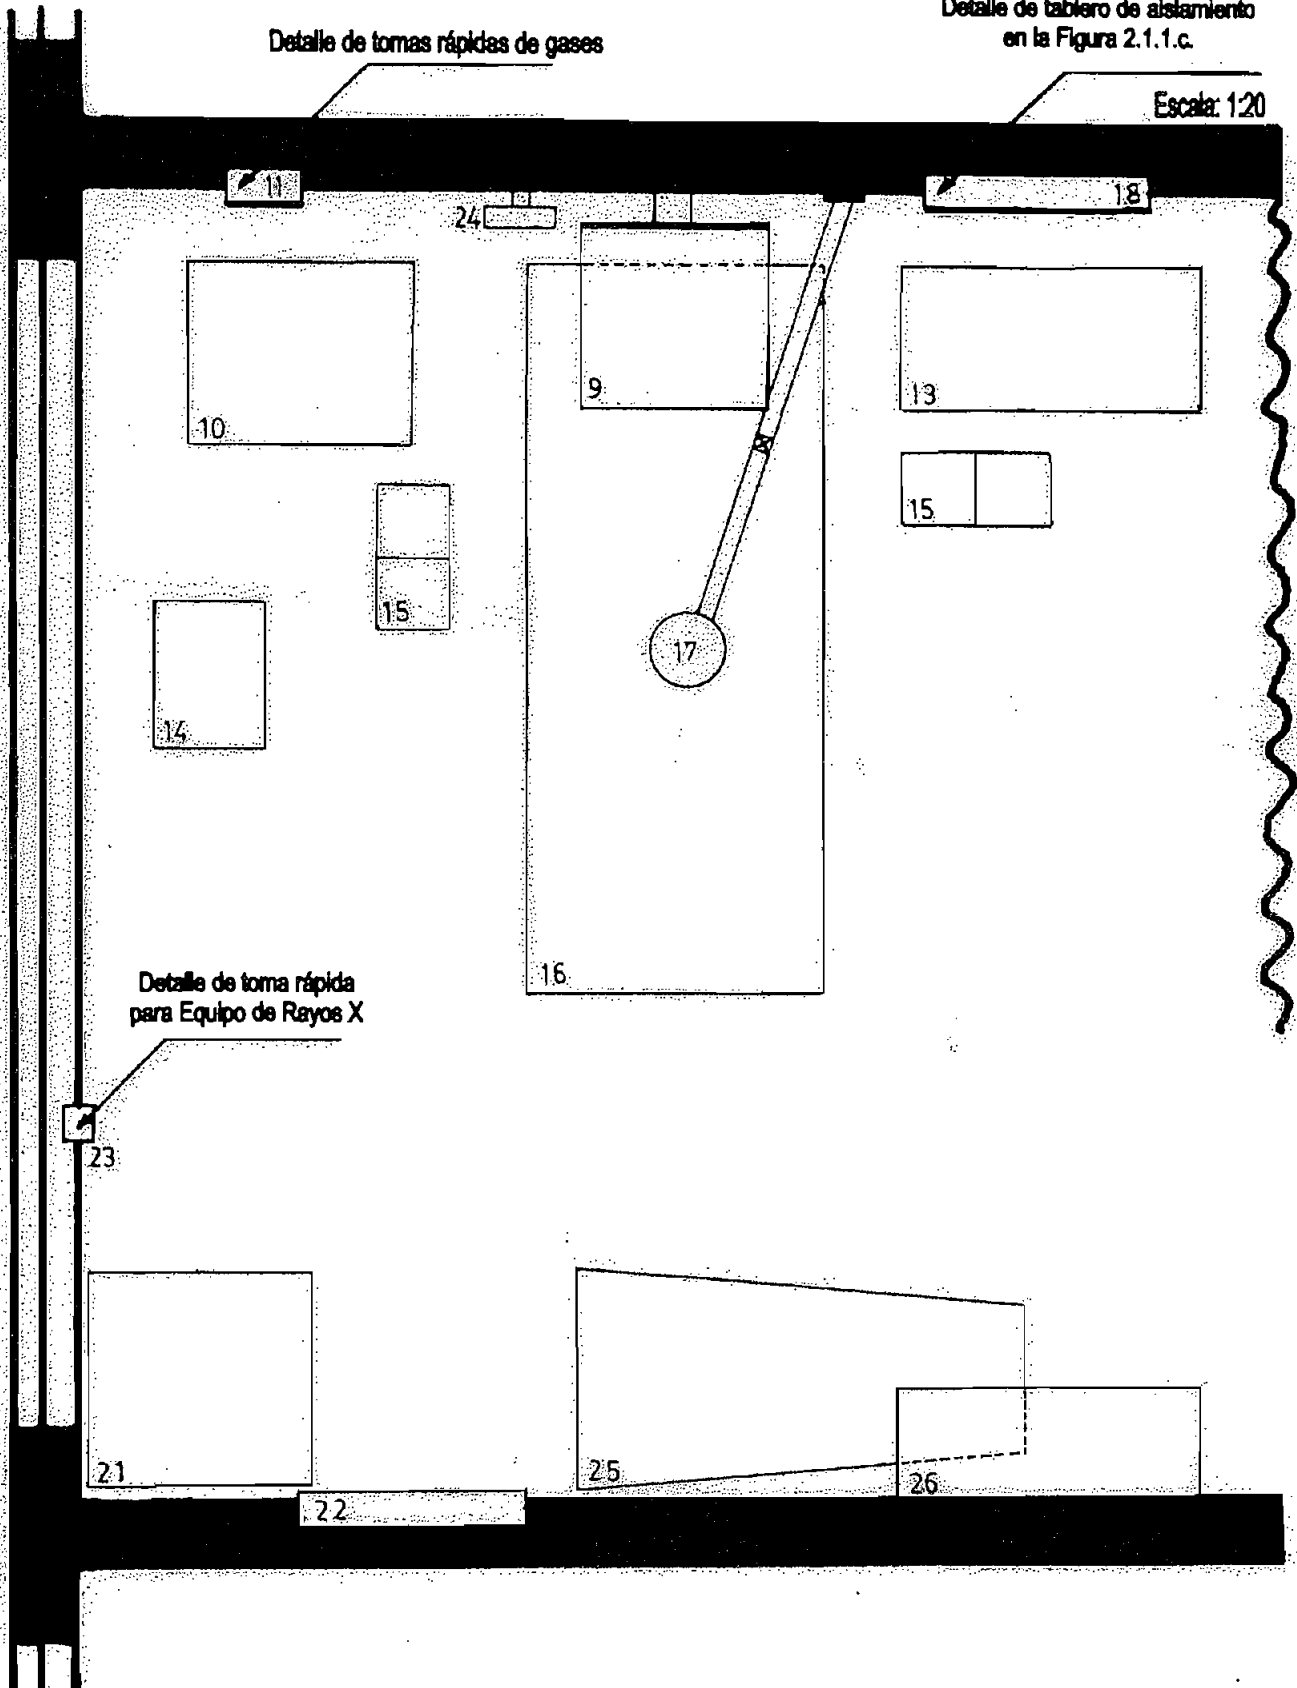 Detalle de tablero de aislamiento
en la Figura 2.1.1.c.
Detalle de tomas rápidas de gases
Escala: 1:20
11
18
24
9
13
10
15
15
17
14
16
Detalle de toma rápida
para Equipo de Rayos X
23
21
22
25
26